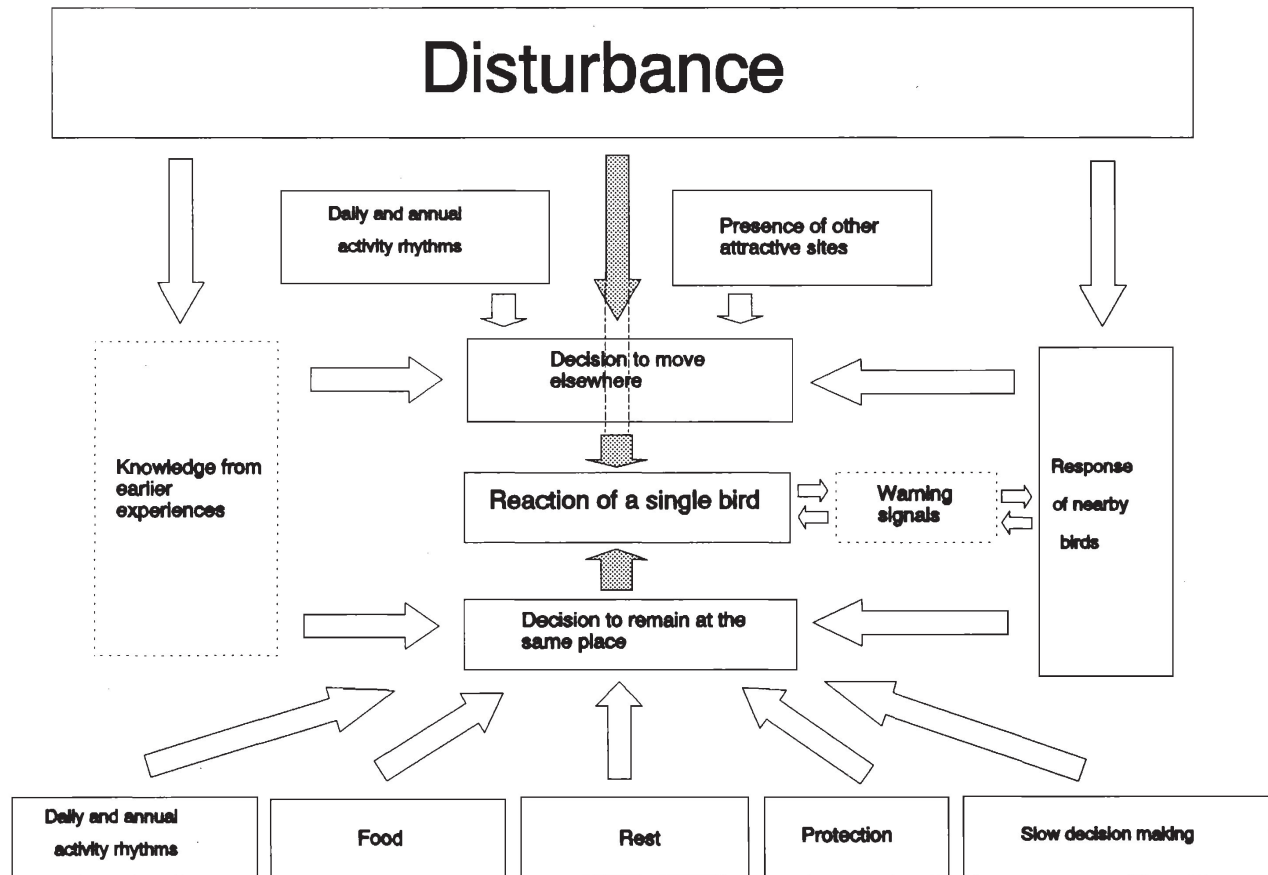 Disturbance
Daily and annual
activity rhythms
Presence of other
attractive sites
Decision to move
elsewhere
Knowledge from
earlier
experiences
Reaction of a single bird
Warning
signals
Response
of nearby
birds
Decision to remain at the
same place
Daily and annual
activity rhythms
Food
Rest
Protection
Slow decision making